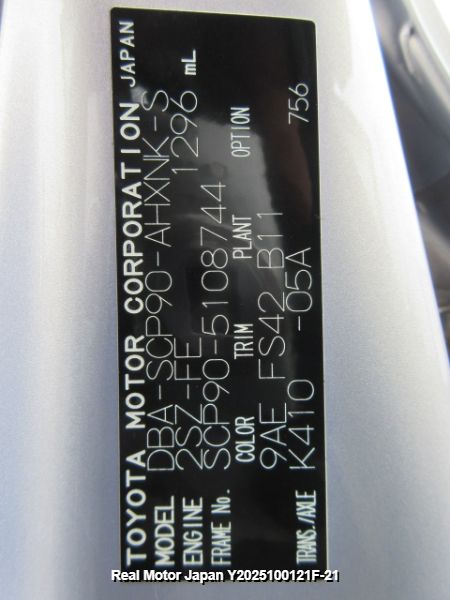 TOYOTA MOTOR CORPORATION JAPAN
MODEL DBA-SCP90-AHXNK-S
ENGINE 2SZ-FE 1296 mL
FRAME No. SCP90-5108744
COLOR TRIM PLANT OPTION
9AE FS42 B11 756
TRANS./AXLE K410 -05A
Real Motor Japan Y2025100121F-21